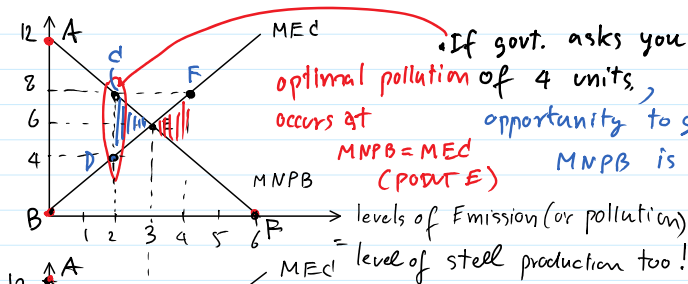 12 A MEC
.If govt. asks you
C
8 F
optimal pollution of 4 units,
6
occurs at opportunity to
4 D
MNPB = MEC MNPB is
MNPB (POINT E)
B
1 2 3 4 5 6
levels of Emission (or pollution)
= level of stell production too!
A MEC